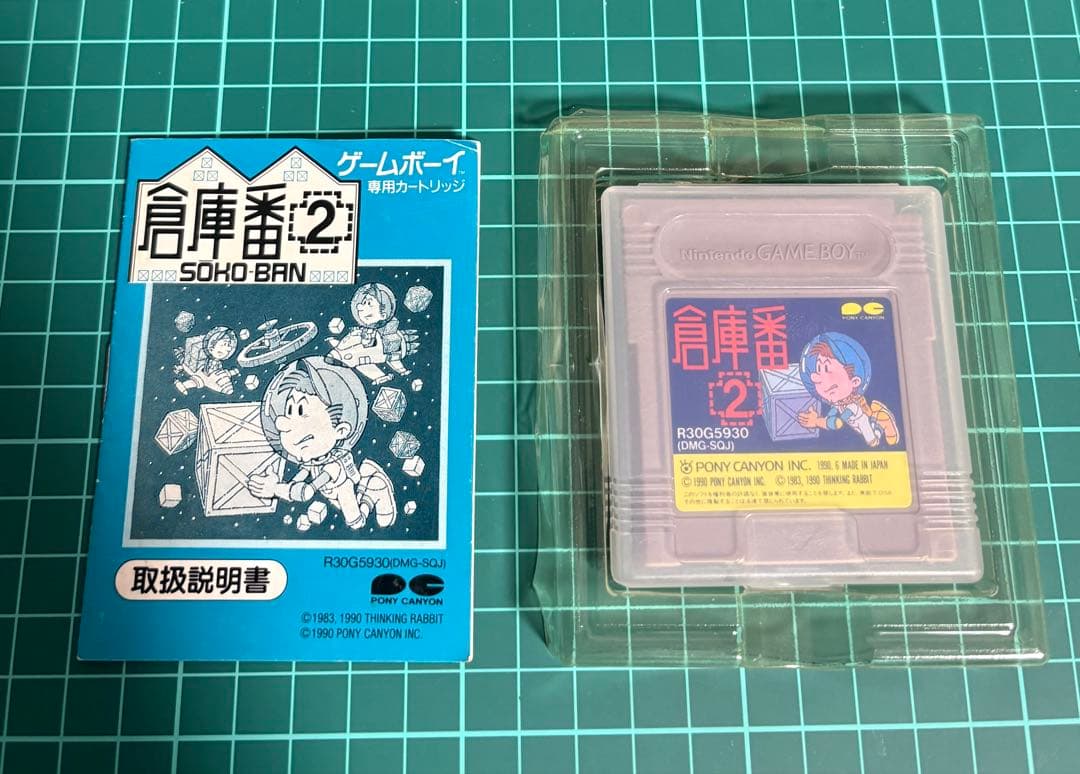 ゲームボーイ™
専用カートリッジ
倉庫番2
SOKO-BAN
R30G5930(DMG-SQJ)
取扱説明書
PONY CANYON
©1983, 1990 THINKING RABBIT
©1990 PONY CANYON INC.
Nintendo GAME BOY™
PONY CANYON
倉庫番
2
R30G5930
(DMG-SQJ)
PONY CANYON INC. 1990, 6 MADE IN JAPAN
©1990 PONY CANYON INC. ©1983, 1990 THINKING RABBIT